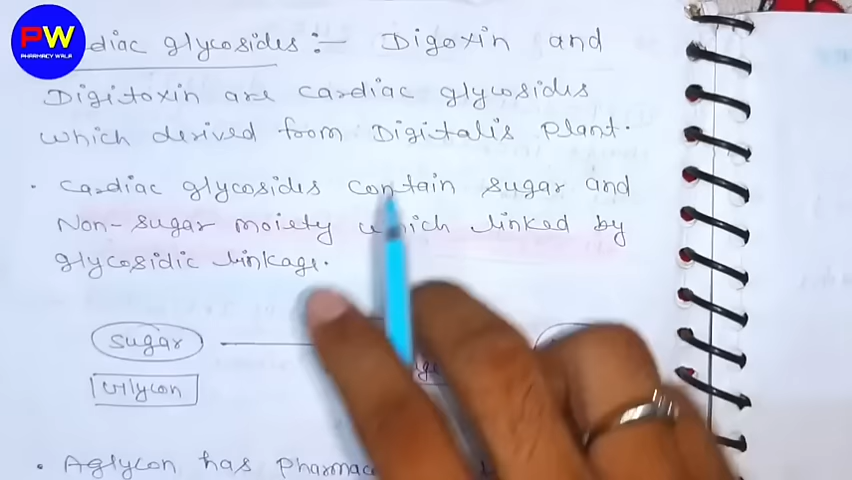 PW
PHARMACY WALA
diac glycosides :- Digoxin and
Digitoxin are cardiac glycosides
which derived from Digitalis plant.
. Cardiac glycosides contain sugar and
Non-sugar moiety which linked by
glycosidic linkage.
sugar
Glycon
. Aglycon has pharmac